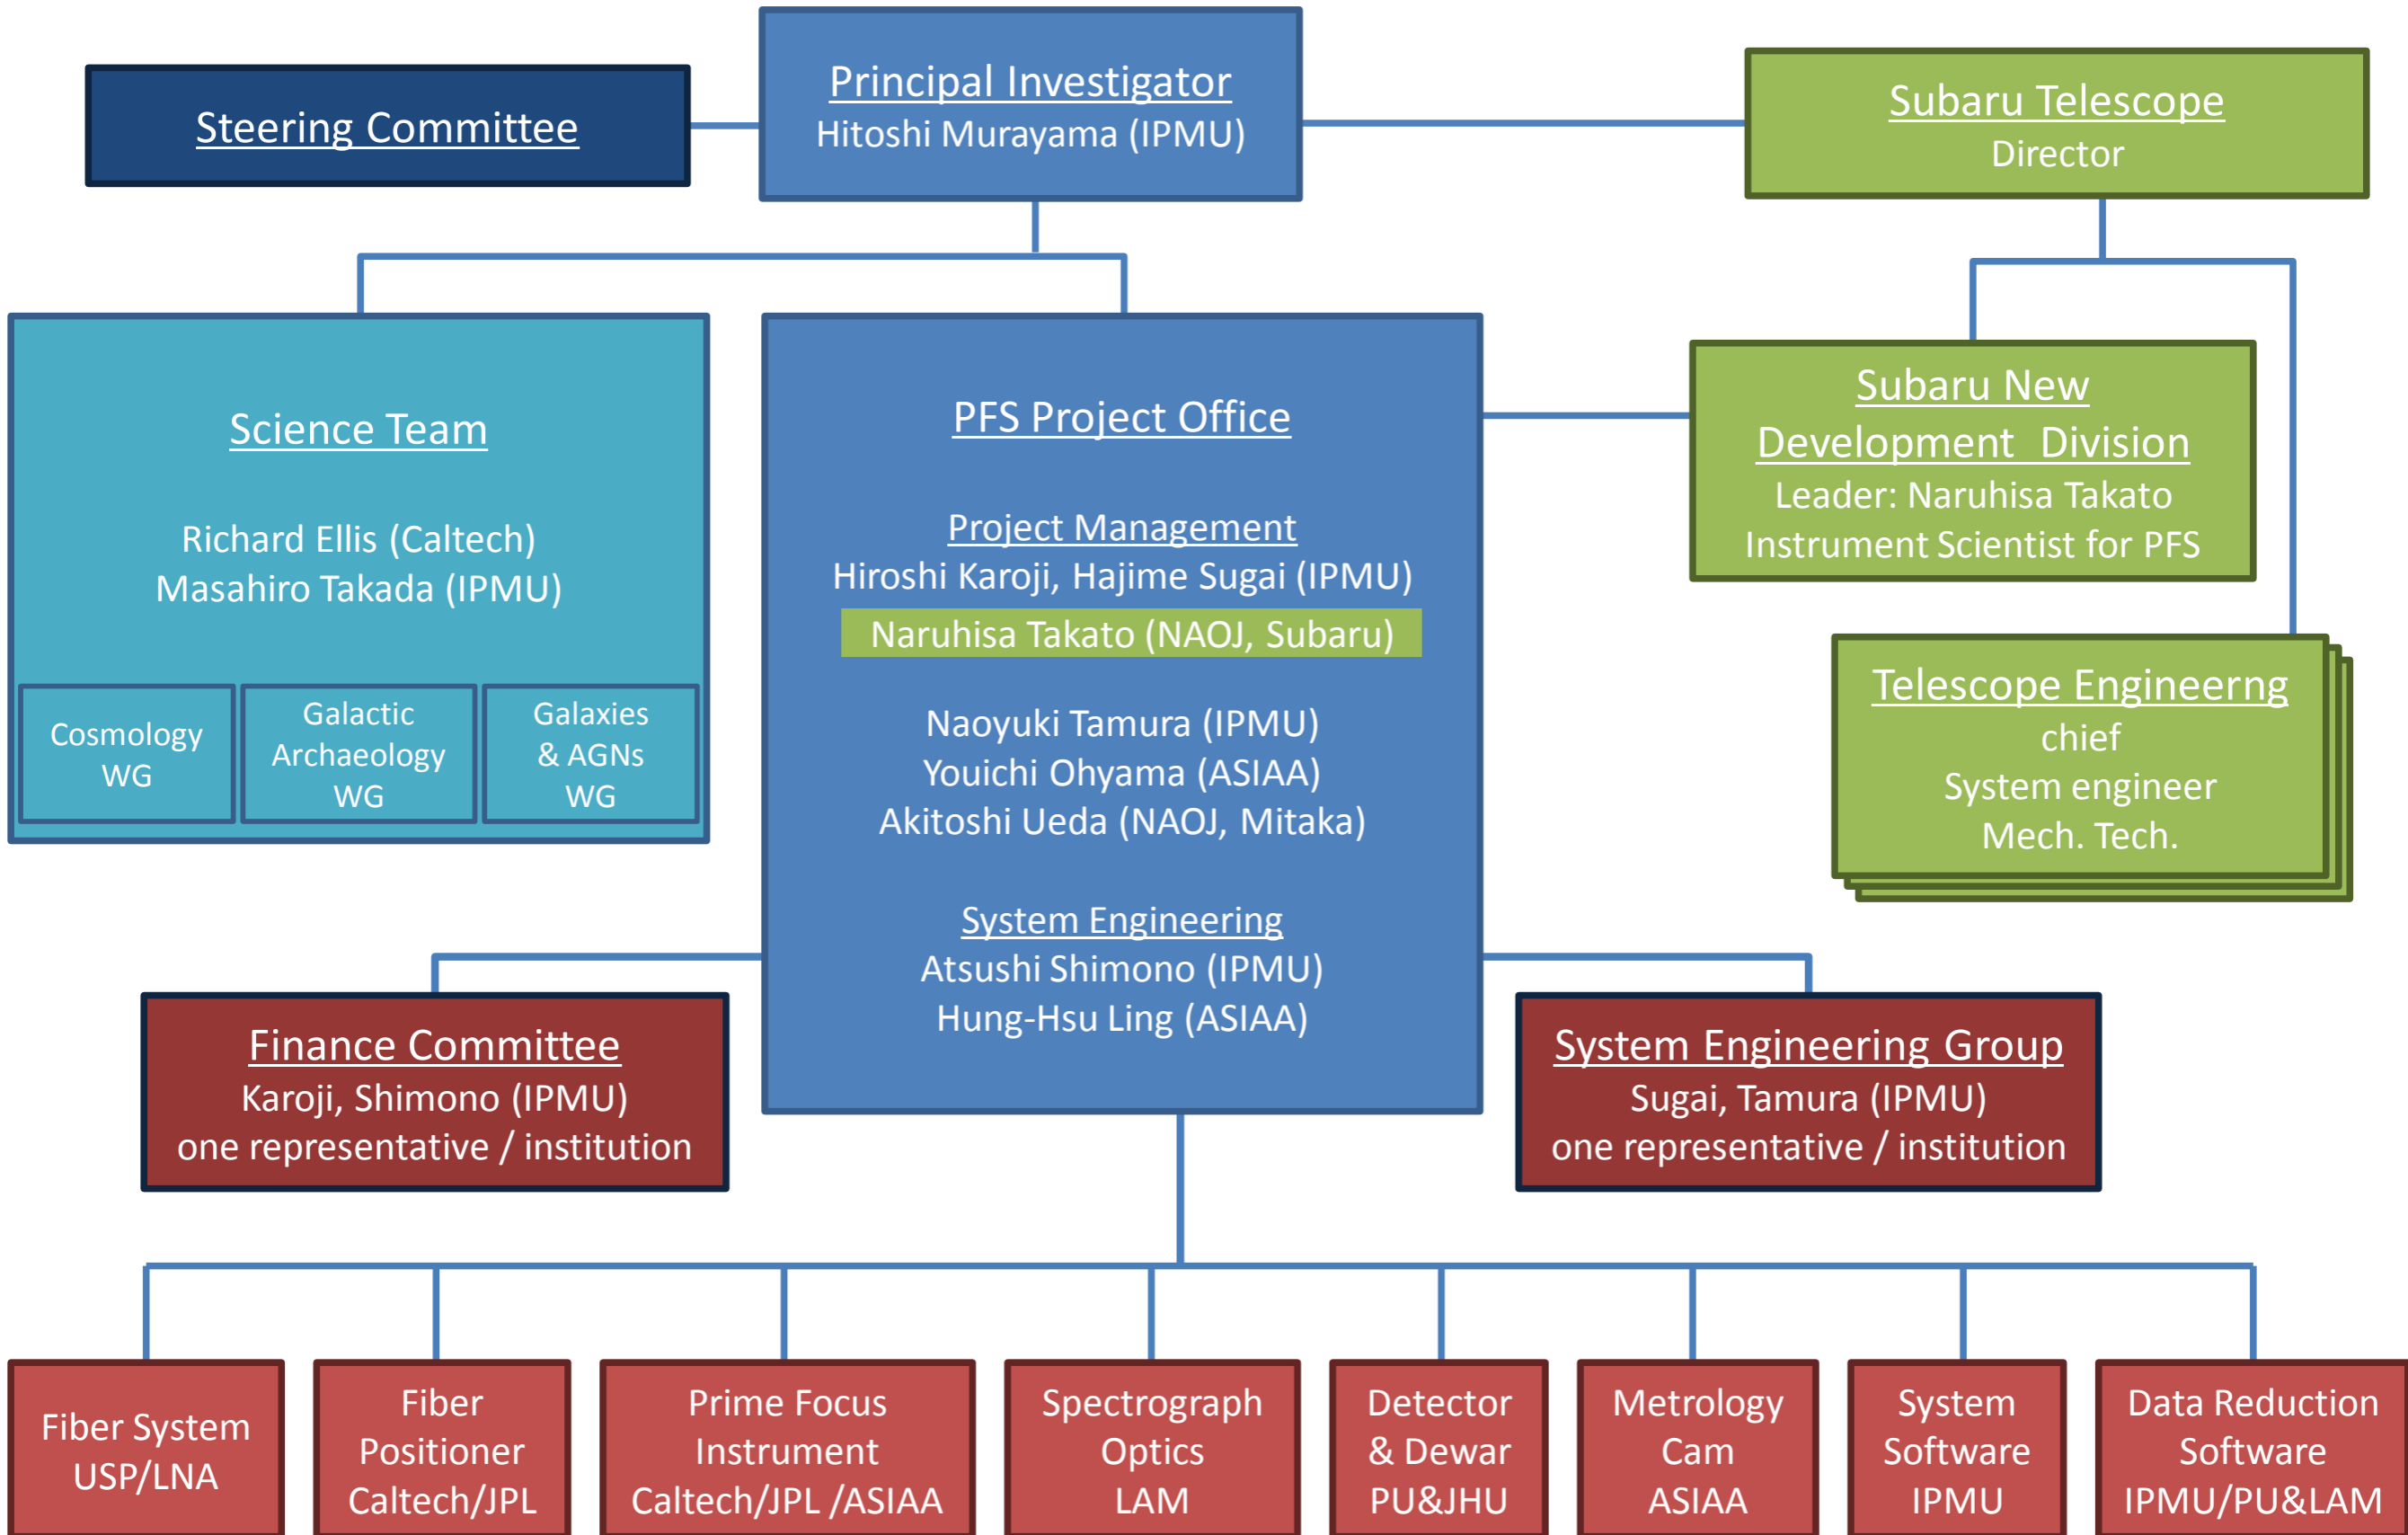 Steering Committee
Principal Investigator
Hitoshi Murayama (IPMU)
Subaru Telescope
Director
Science Team
Richard Ellis (Caltech)
Masahiro Takada (IPMU)
Cosmology
WG
Galactic
Archaeology
WG
Galaxies
& AGNs
WG
PFS Project Office
Project Management
Hiroshi Karoji, Hajime Sugai (IPMU)
Naruhisa Takato (NAOJ, Subaru)
Naoyuki Tamura (IPMU)
Youichi Ohyama (ASIAA)
Akitoshi Ueda (NAOJ, Mitaka)
System Engineering
Atsushi Shimono (IPMU)
Hung-Hsu Ling (ASIAA)
Subaru New
Development Division
Leader: Naruhisa Takato
Instrument Scientist for PFS
Telescope Engineerng
chief
System engineer
Mech. Tech.
Finance Committee
Karoji, Shimono (IPMU)
one representative / institution
System Engineering Group
Sugai, Tamura (IPMU)
one representative / institution
Fiber System
USP/LNA
Fiber
Positioner
Caltech/JPL
Prime Focus
Instrument
Caltech/JPL /ASIAA
Spectrograph
Optics
LAM
Detector
& Dewar
PU&JHU
Metrology
Cam
ASIAA
System
Software
IPMU
Data Reduction
Software
IPMU/PU&LAM